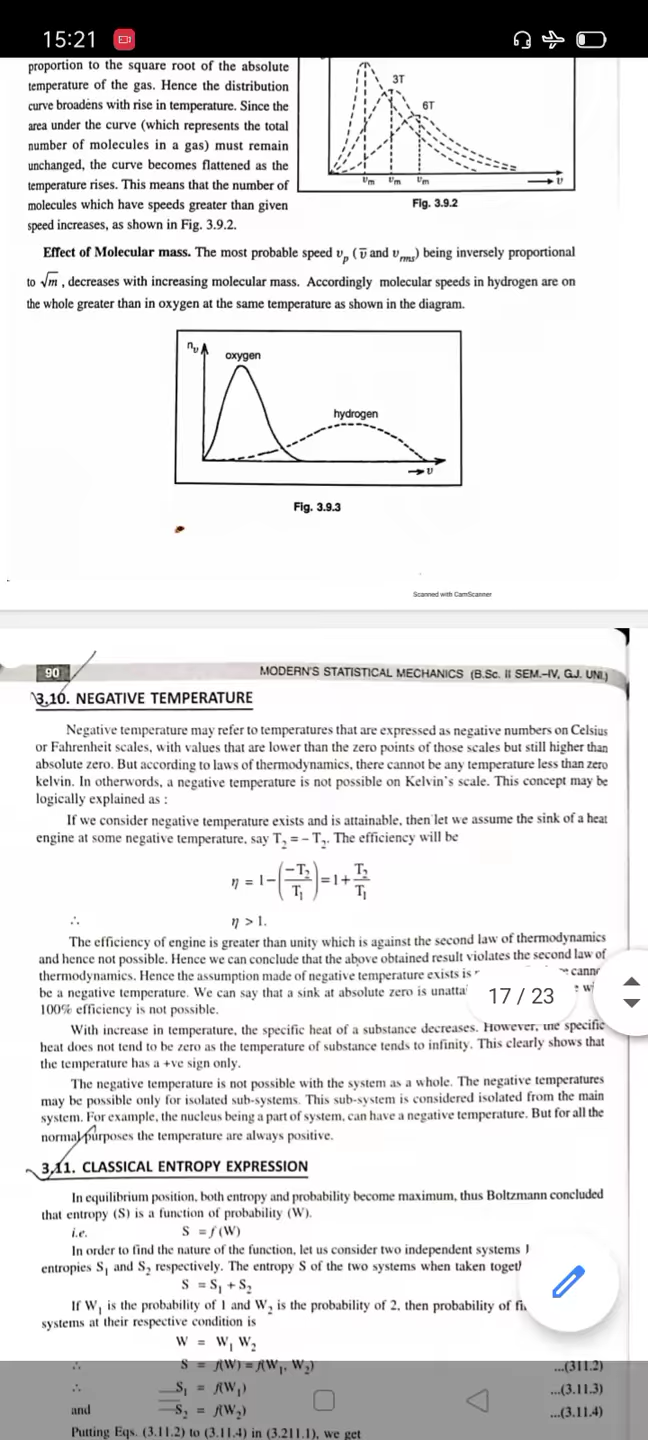 15:21
proportion to the square root of the absolute
temperature of the gas. Hence the distribution
curve broadens with rise in temperature. Since the
area under the curve (which represents the total
number of molecules in a gas) must remain
unchanged, the curve becomes flattened as the
temperature rises. This means that the number of
molecules which have speeds greater than given
speed increases, as shown in Fig. 3.9.2.
3T
6T
υm υm υm
υ
Fig. 3.9.2
Effect of Molecular mass. The most probable speed υp (ῡ and υrms) being inversely proportional
to √m , decreases with increasing molecular mass. Accordingly molecular speeds in hydrogen are on
the whole greater than in oxygen at the same temperature as shown in the diagram.
nυ
oxygen
hydrogen
υ
Fig. 3.9.3
Scanned with CamScanner
90 MODERN'S STATISTICAL MECHANICS (B.Sc. II SEM.-IV, G.J. UNI.)
3.10. NEGATIVE TEMPERATURE
Negative temperature may refer to temperatures that are expressed as negative numbers on Celsius
or Fahrenheit scales, with values that are lower than the zero points of those scales but still higher than
absolute zero. But according to laws of thermodynamics, there cannot be any temperature less than zero
kelvin. In otherwords, a negative temperature is not possible on Kelvin's scale. This concept may be
logically explained as :
If we consider negative temperature exists and is attainable, then let we assume the sink of a heat
engine at some negative temperature, say T₂ = – T₂. The efficiency will be
η = 1–(–T₂/T₁) = 1+ T₂/T₁
∴ η > 1.
The efficiency of engine is greater than unity which is against the second law of thermodynamics
and hence not possible. Hence we can conclude that the above obtained result violates the second law of
thermodynamics. Hence the assumption made of negative temperature exists is
be a negative temperature. We can say that a sink at absolute zero is
17 / 23
100% efficiency is not possible.
With increase in temperature, the specific heat of a substance decreases. However, the specific
heat does not tend to be zero as the temperature of substance tends to infinity. This clearly shows that
the temperature has a +ve sign only.
The negative temperature is not possible with the system as a whole. The negative temperatures
may be possible only for isolated sub-systems. This sub-system is considered isolated from the main
system. For example, the nucleus being a part of system, can have a negative temperature. But for all the
normal purposes the temperature are always positive.
3.11. CLASSICAL ENTROPY EXPRESSION
In equilibrium position, both entropy and probability become maximum, thus Boltzmann concluded
that entropy (S) is a function of probability (W).
i.e. S = f (W)
In order to find the nature of the function, let us consider two independent systems
entropies S₁ and S₂ respectively. The entropy S of the two systems when taken
S = S₁ + S₂
If W₁ is the probability of 1 and W₂ is the probability of 2, then probability of
systems at their respective condition is
W = W₁ W₂
∴ S = f(W) = f(W₁, W₂) ...(311.2)
∴ S₁ = f(W₁) ...(3.11.3)
and S₂ = f(W₂) ...(3.11.4)
Putting Eqs. (3.11.2) to (3.11.4) in (3.211.1), we get